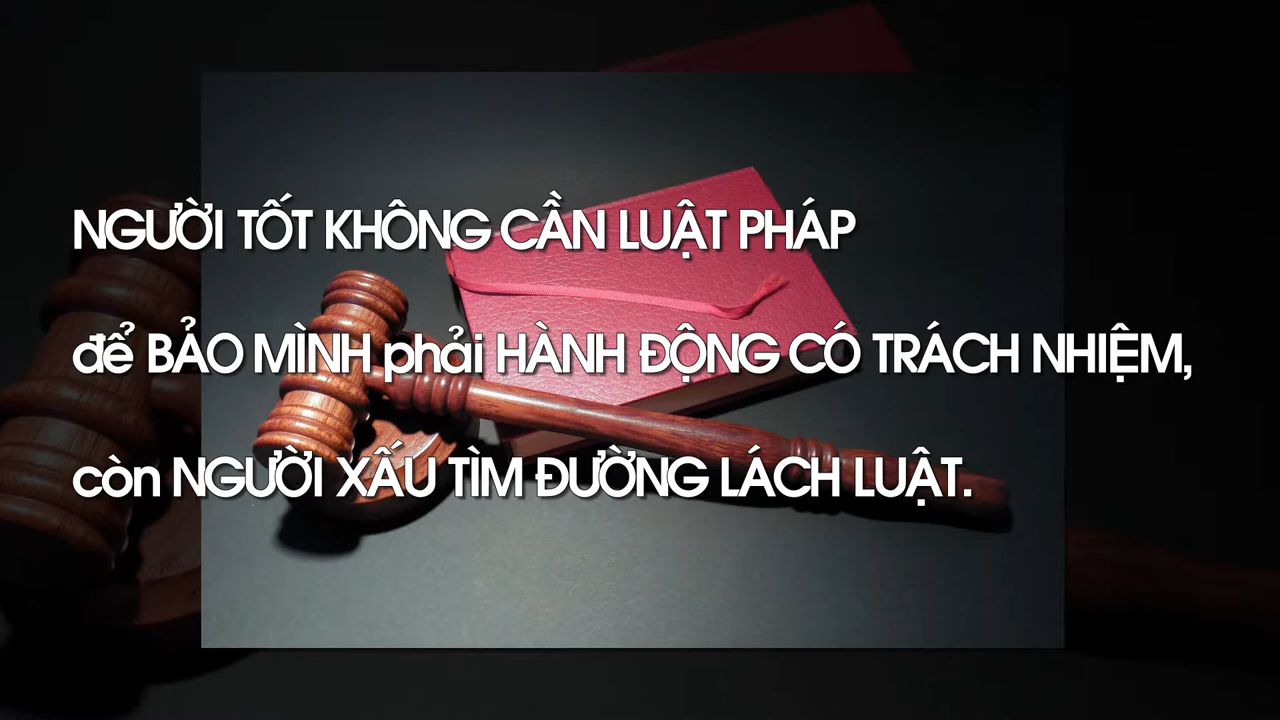 NGƯỜI TỐT KHÔNG CẦN LUẬT PHÁP
để BẢO MÌNH phải HÀNH ĐỘNG CÓ TRÁCH NHIỆM,
còn NGƯỜI XẤU TÌM ĐƯỜNG LÁCH LUẬT.